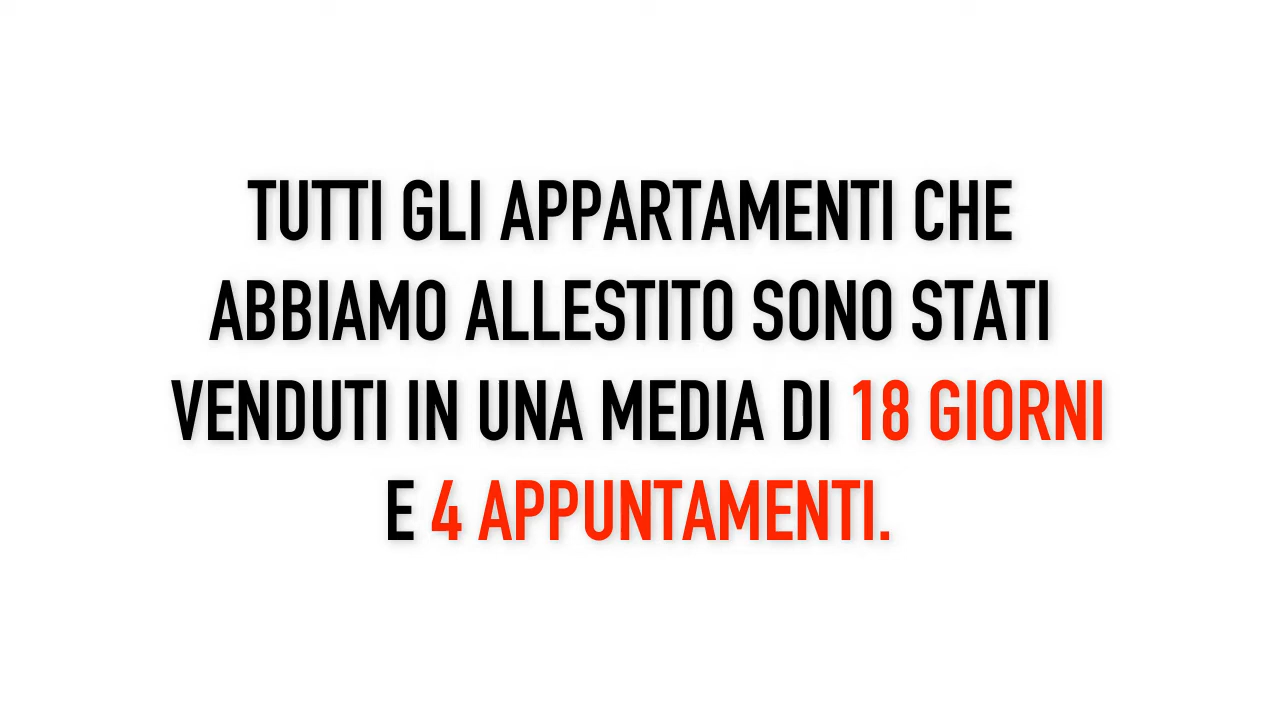 TUTTI GLI APPARTAMENTI CHE
ABBIAMO ALLESTITO SONO STATI
VENDUTI IN UNA MEDIA DI 18 GIORNI
E 4 APPUNTAMENTI.